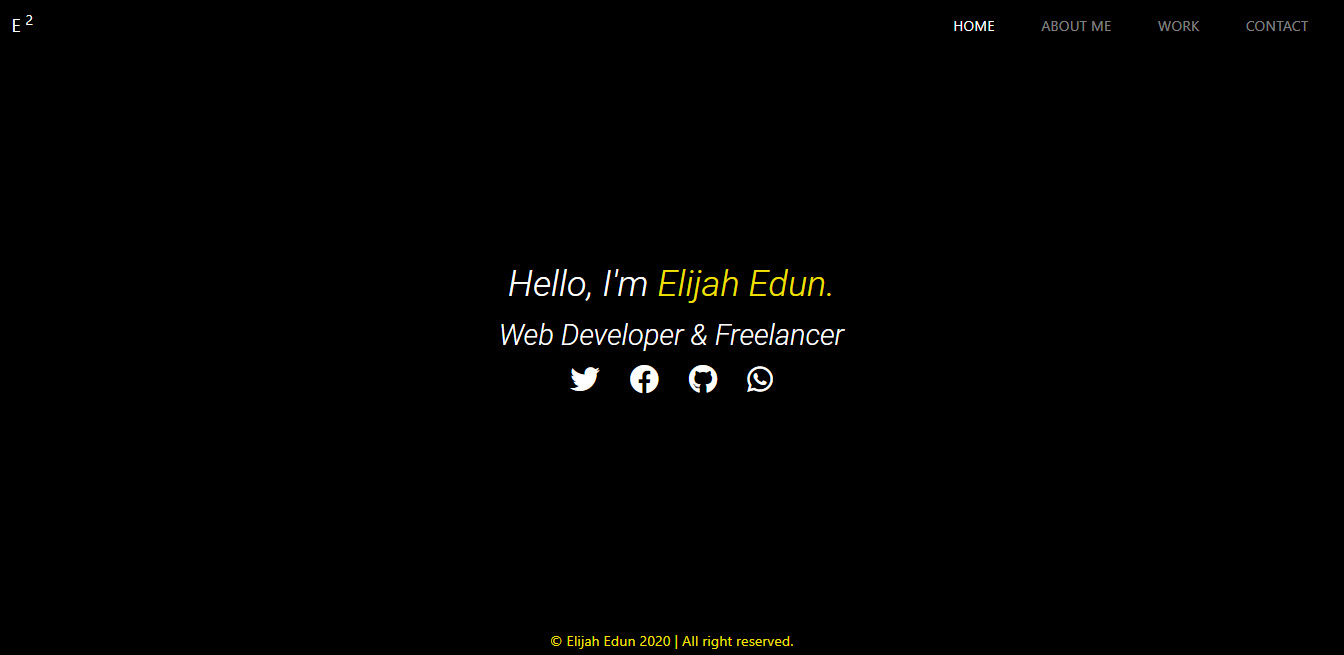 E 2
HOME ABOUT ME WORK CONTACT
Hello, I'm Elijah Edun.
Web Developer & Freelancer
© Elijah Edun 2020 | All right reserved.